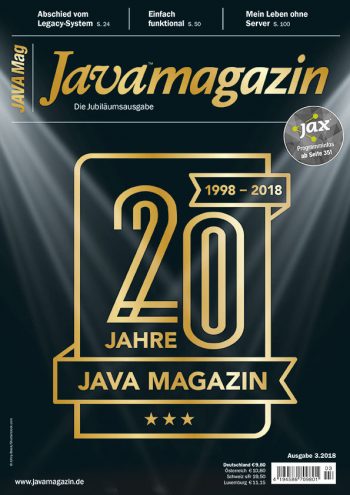 Abschied vom
Legacy-System S. 24
Einfach
funktional S. 50
Mein Leben ohne
Server S. 100
JAVA Mag
Javamagazin
TM
Die Jubiläumsausgabe
jax
Programminfos
ab Seite 35!
1998 – 2018
20
JAHRE
JAVA MAGAZIN
Ausgabe 3.2018
Deutschland €9,80
Österreich € 10,80
Schweiz sFr 19,50
Luxemburg € 11,15
www.javamagazin.de